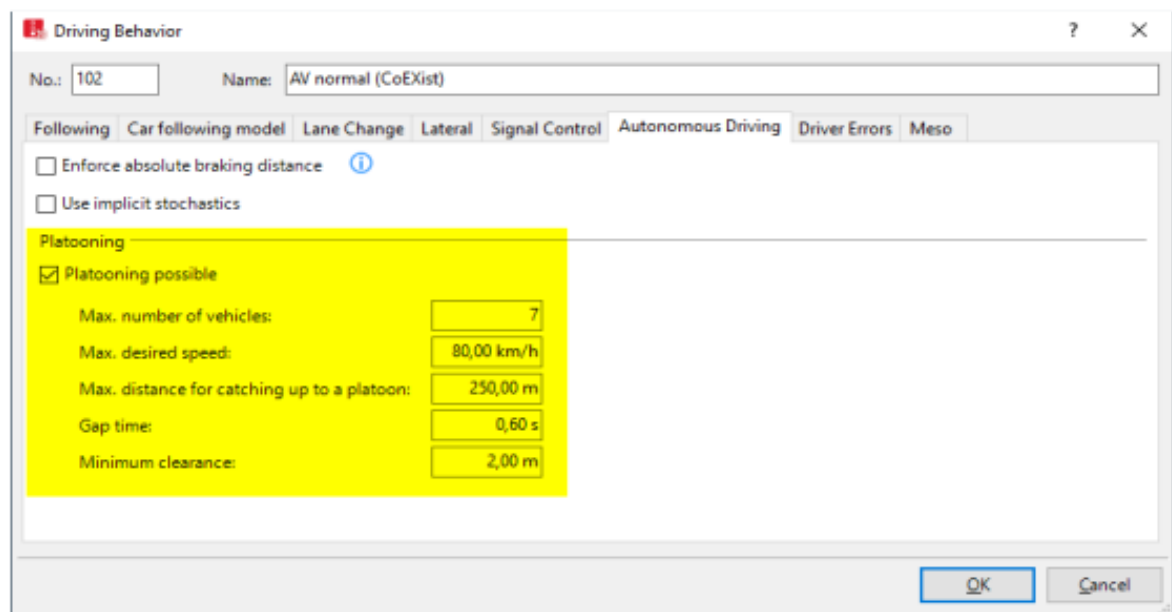 Driving Behavior ? ×
No.: 102 Name: AV normal (CoEXist)
Following Car following model Lane Change Lateral Signal Control Autonomous Driving Driver Errors Meso
Enforce absolute braking distance
Use implicit stochastics
Platooning
Platooning possible
Max. number of vehicles: 7
Max. desired speed: 80,00 km/h
Max. distance for catching up to a platoon: 250,00 m
Gap time: 0,60 s
Minimum clearance: 2,00 m
OK Cancel